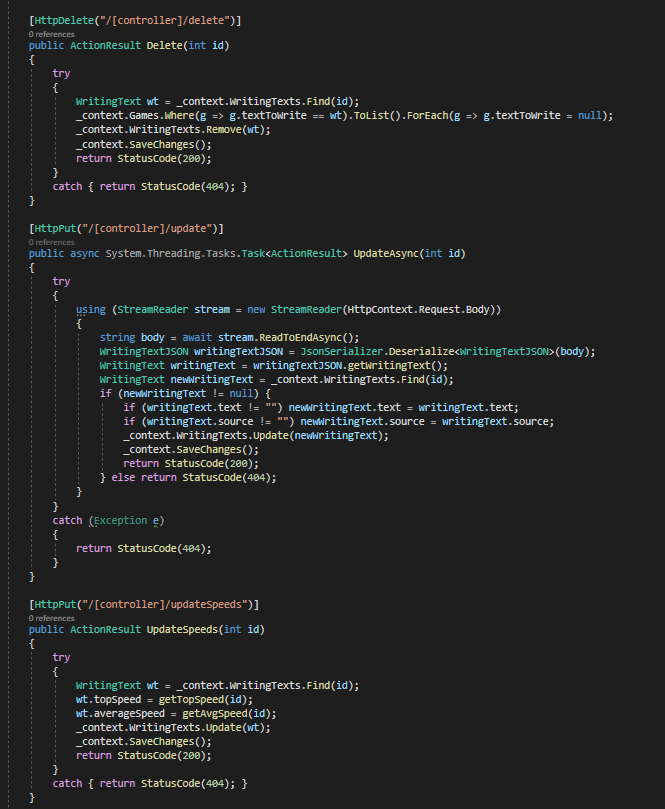 [HttpDelete("/[controller]/delete")]
0 references
public ActionResult Delete(int id)
{
    try
    {
        WritingText wt = _context.WritingTexts.Find(id);
        _context.Games.Where(g => g.textToWrite == wt).ToList().ForEach(g => g.textToWrite = null);
        _context.WritingTexts.Remove(wt);
        _context.SaveChanges();
        return StatusCode(200);
    }
    catch { return StatusCode(404); }
}

[HttpPut("/[controller]/update")]
0 references
public async System.Threading.Tasks.Task<ActionResult> UpdateAsync(int id)
{
    try
    {
        using (StreamReader stream = new StreamReader(HttpContext.Request.Body))
        {
            string body = await stream.ReadToEndAsync();
            WritingTextJSON writingTextJSON = JsonSerializer.Deserialize<WritingTextJSON>(body);
            WritingText writingText = writingTextJSON.getWritingText();
            WritingText newWritingText = _context.WritingTexts.Find(id);
            if (newWritingText != null) {
                if (writingText.text != "") newWritingText.text = writingText.text;
                if (writingText.source != "") newWritingText.source = writingText.source;
                _context.WritingTexts.Update(newWritingText);
                _context.SaveChanges();
                return StatusCode(200);
            } else return StatusCode(404);
        }
    }
    catch (Exception e)
    {
        return StatusCode(404);
    }
}

[HttpPut("/[controller]/updateSpeeds")]
0 references
public ActionResult UpdateSpeeds(int id)
{
    try
    {
        WritingText wt = _context.WritingTexts.Find(id);
        wt.topSpeed = getTopSpeed(id);
        wt.averageSpeed = getAvgSpeed(id);
        _context.WritingTexts.Update(wt);
        _context.SaveChanges();
        return StatusCode(200);
    }
    catch { return StatusCode(404); }
}